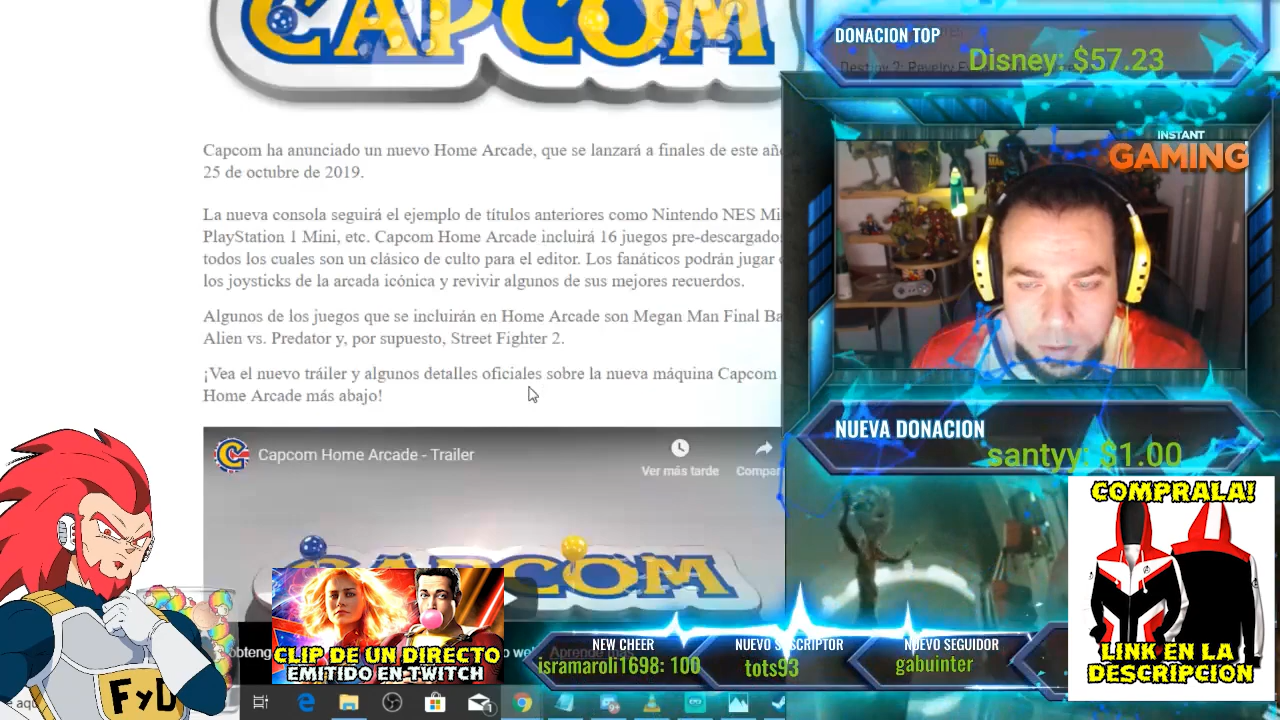 CAPCOM
Capcom ha anunciado un nuevo Home Arcade, que se lanzará a finales de este año
25 de octubre de 2019.
La nueva consola seguirá el ejemplo de títulos anteriores como Nintendo NES Mi
PlayStation 1 Mini, etc. Capcom Home Arcade incluirá 16 juegos pre-descargado
todos los cuales son un clásico de culto para el editor. Los fanáticos podrán jugar
los joysticks de la arcada icónica y revivir algunos de sus mejores recuerdos.
Algunos de los juegos que se incluirán en Home Arcade son Megan Man Final Ba
Alien vs. Predator y, por supuesto, Street Fighter 2.
¡Vea el nuevo tráiler y algunos detalles oficiales sobre la nueva máquina Capcom
Home Arcade más abajo!
Capcom Home Arcade - Trailer
Ver más tarde
Compar
CAPCOM
CLIP DE UN DIRECTO
EMITIDO EN TWITCH
FyD
DONACION TOP
Disney: $57.23
INSTANT
GAMING
NUEVA DONACION
santyy: $1.00
COMPRALA!
LINK EN LA
DESCRIPCION
NEW CHEER
isramaroli1698: 100
NUEVO SUSCRIPTOR
tots93
NUEVO SEGUIDOR
gabuinter